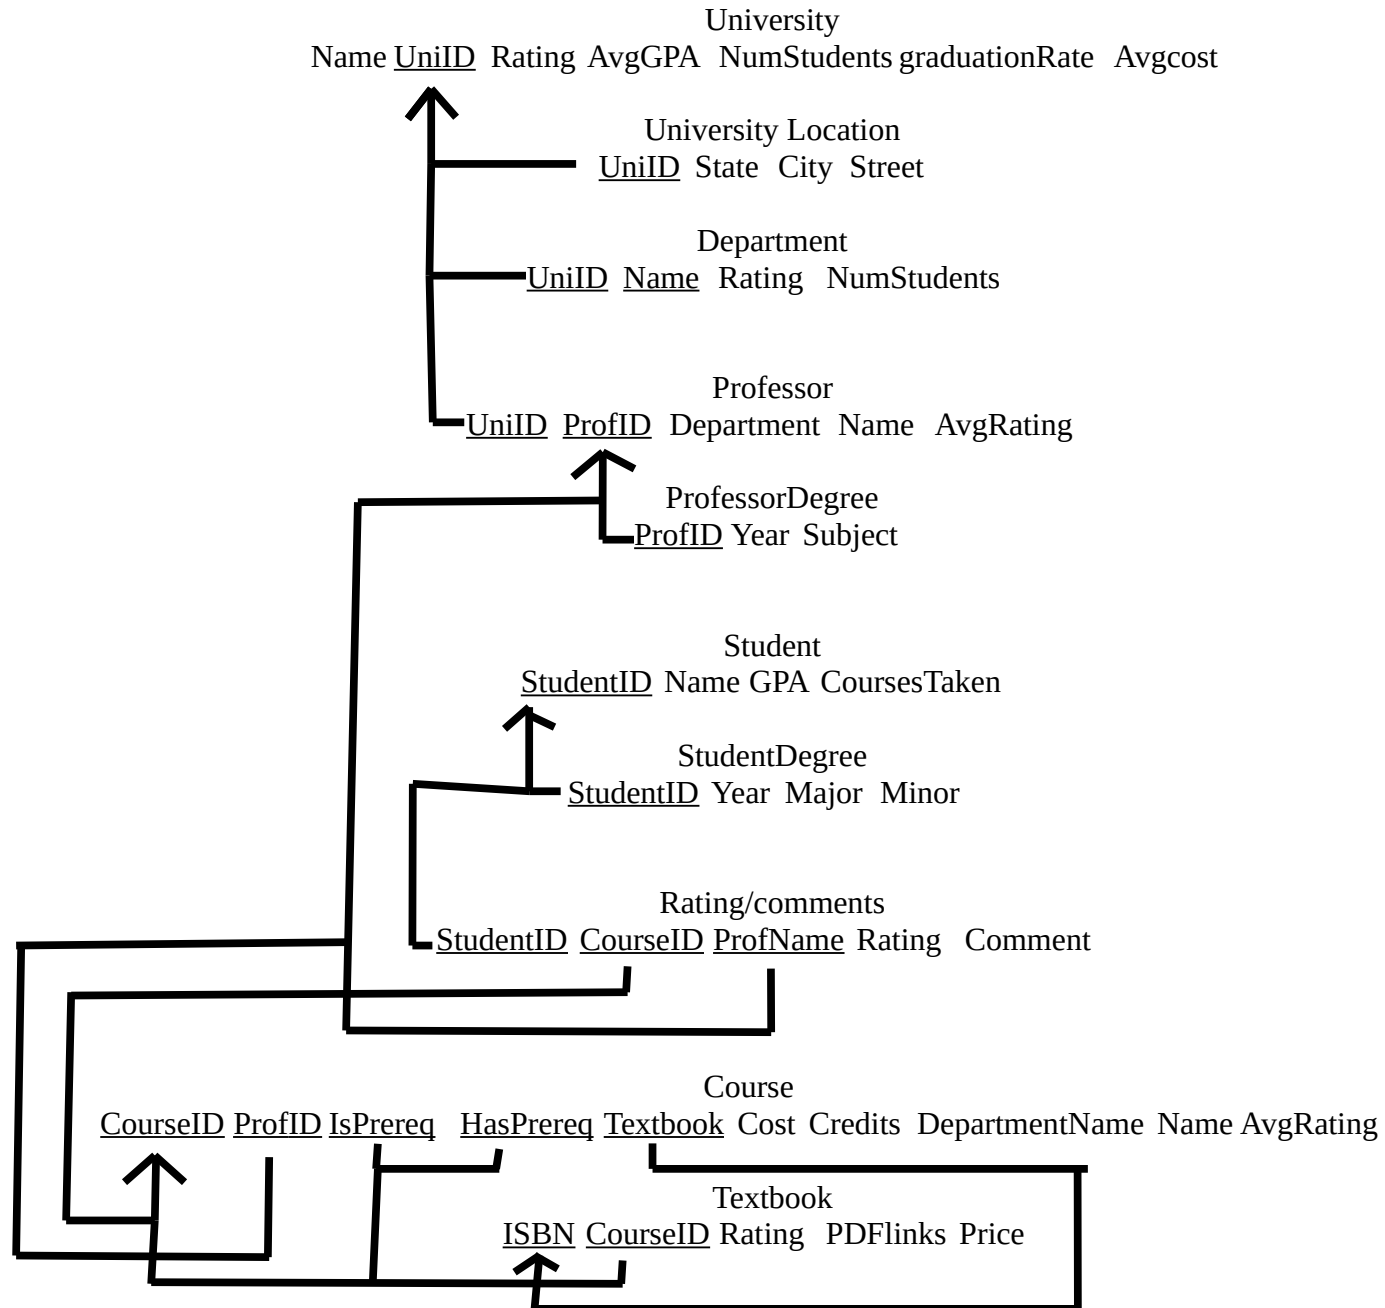 University
Name UniID Rating AvgGPA NumStudents graduationRate Avgcost
University Location
UniID State City Street
Department
UniID Name Rating NumStudents
Professor
UniID ProfID Department Name AvgRating
ProfessorDegree
ProfID Year Subject
Student
StudentID Name GPA CoursesTaken
StudentDegree
StudentID Year Major Minor
Rating/comments
StudentID CourseID ProfName Rating Comment
Course
CourseID ProfID IsPrereq HasPrereq Textbook Cost Credits DepartmentName Name AvgRating
Textbook
ISBN CourseID Rating PDFlinks Price